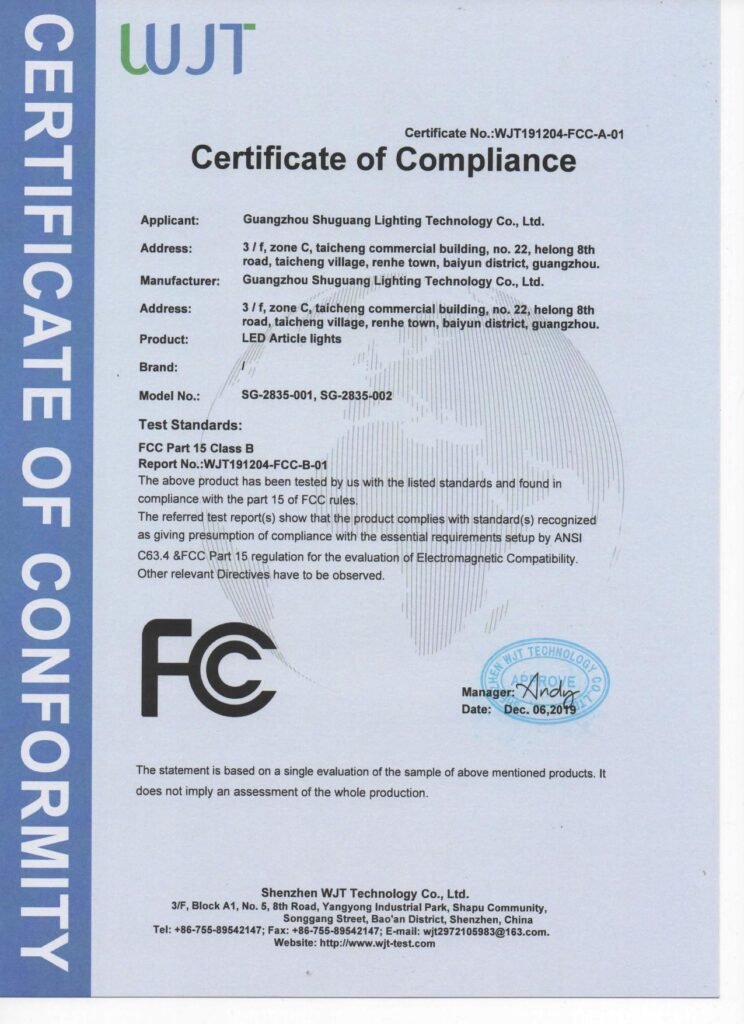 CERTIFICATE OF CONFORMITY
WJT
Certificate No.:WJT191204-FCC-A-01
Certificate of Compliance
Applicant: Guangzhou Shuguang Lighting Technology Co., Ltd.
Address: 3 / f, zone C, taicheng commercial building, no. 22, helong 8th
road, taicheng village, renhe town, baiyun district, guangzhou.
Manufacturer: Guangzhou Shuguang Lighting Technology Co., Ltd.
Address: 3 / f, zone C, taicheng commercial building, no. 22, helong 8th
road, taicheng village, renhe town, baiyun district, guangzhou.
Product: LED Article lights
Brand: /
Model No.: SG-2835-001, SG-2835-002
Test Standards:
FCC Part 15 Class B
Report No.:WJT191204-FCC-B-01
The above product has been tested by us with the listed standards and found in
compliance with the part 15 of FCC rules.
The referred test report(s) show that the product complies with standard(s) recognized
as giving presumption of compliance with the essential requirements setup by ANSI
C63.4 &FCC Part 15 regulation for the evaluation of Electromagnetic Compatibility.
Other relevant Directives have to be observed.
FC
WJT TECHNOLOGY CO
APPROVE
Manager: Andy
Date: Dec. 06,2019
The statement is based on a single evaluation of the sample of above mentioned products. It
does not imply an assessment of the whole production.
Shenzhen WJT Technology Co., Ltd.
3/F, Block A1, No. 5, 8th Road, Yangyong Industrial Park, Shapu Community,
Songgang Street, Bao'an District, Shenzhen, China
Tel: +86-755-89542147; Fax: +86-755-89542147; E-mail: wjt2972105983@163.com.
Website: http://www.wjt-test.com